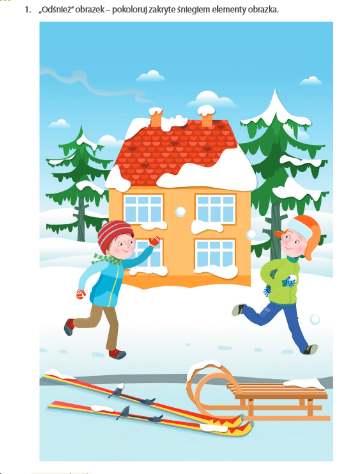 1. „Odśnież” obrazek – pokoloruj zakryte śniegiem elementy obrazka.